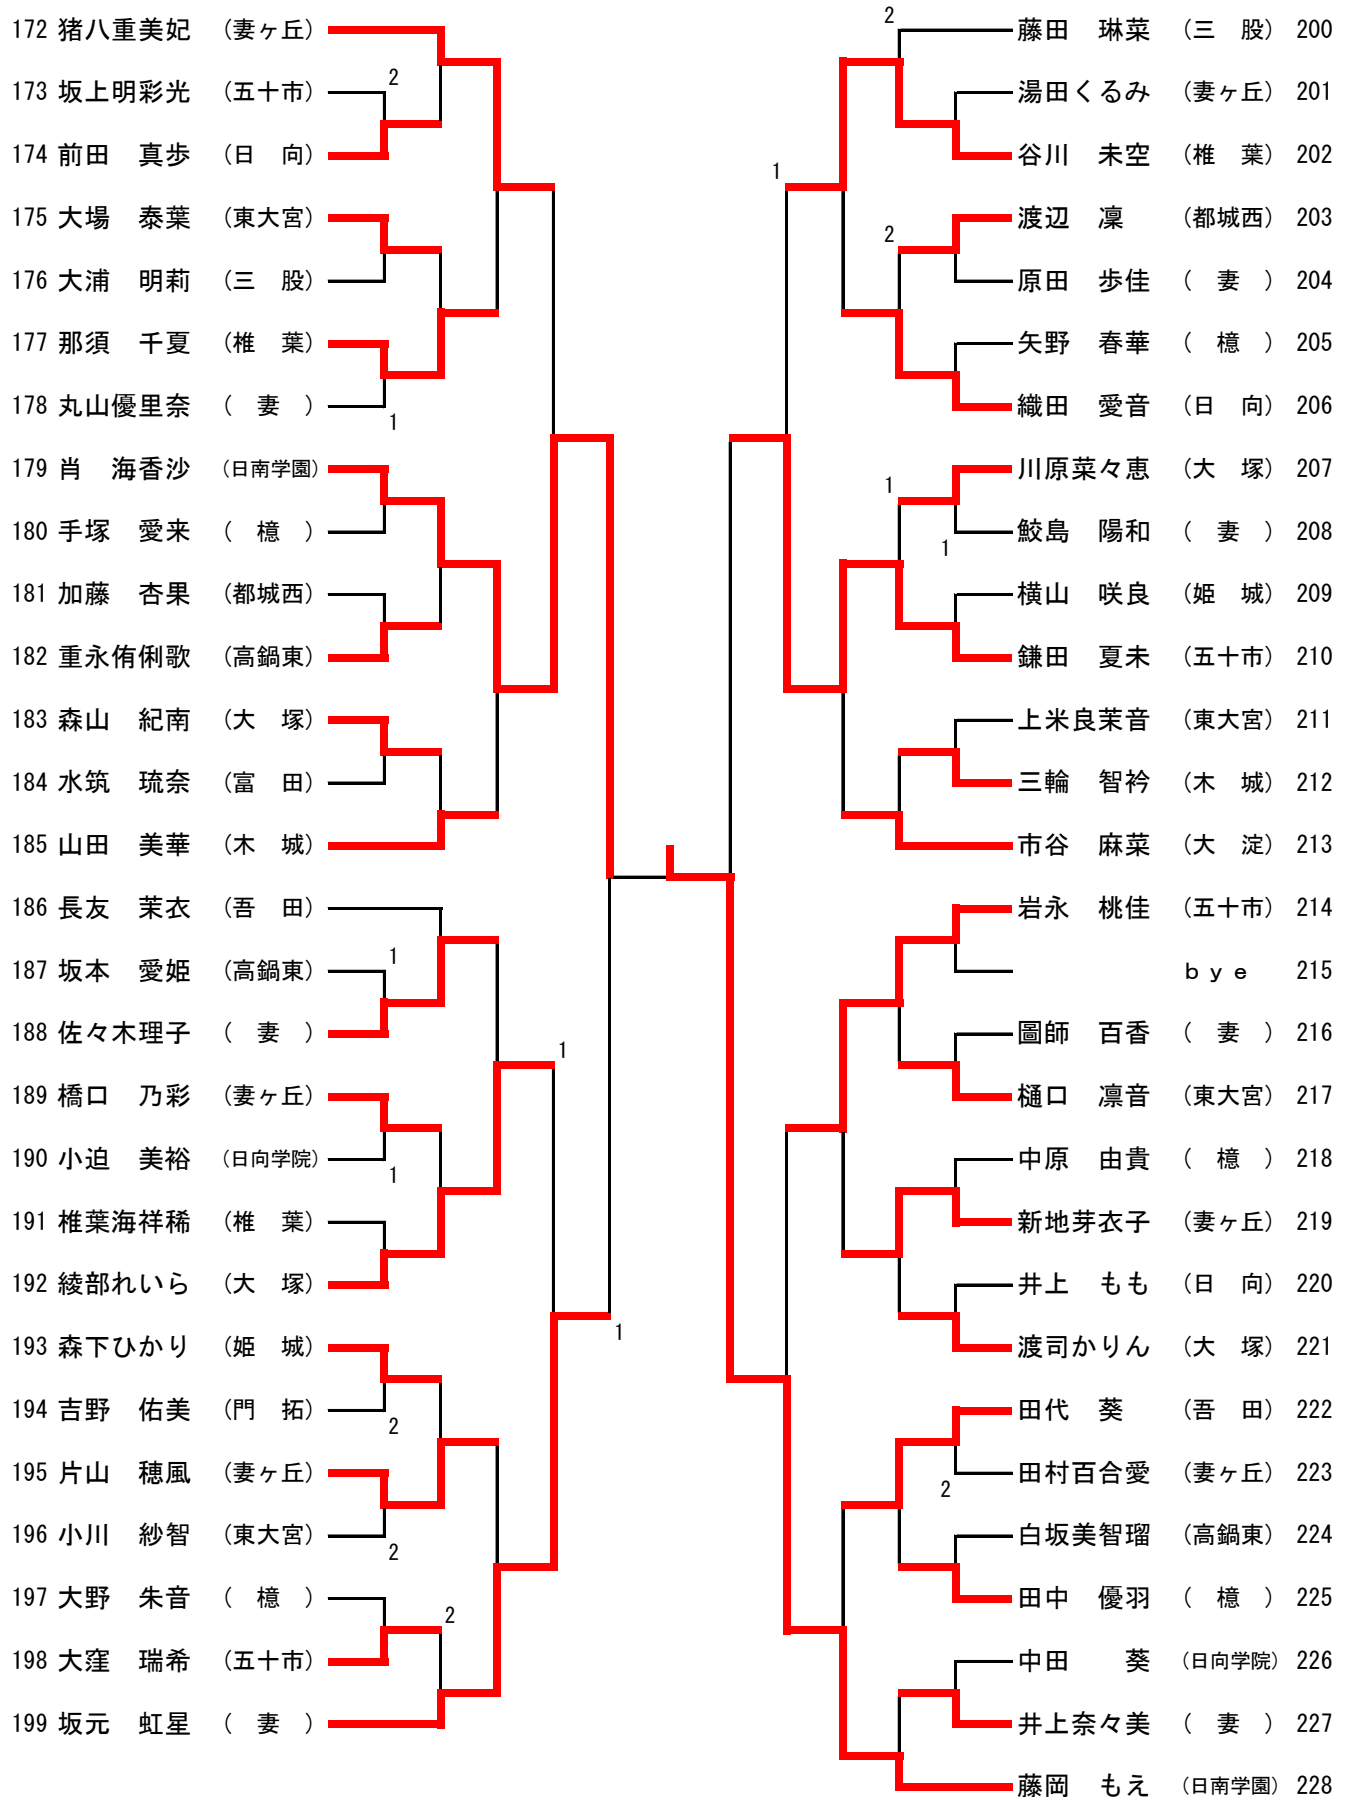 172 猪八重美妃 (妻ヶ丘)
173 坂上明彩光 (五十市)
2
174 前田 真歩 (日 向)
175 大場 泰葉 (東大宮)
176 大浦 明莉 (三 股)
177 那須 千夏 (椎 葉)
178 丸山優里奈 ( 妻 )
1
179 肖 海香沙 (日南学園)
180 手塚 愛来 ( 檍 )
181 加藤 杏果 (都城西)
182 重永侑俐歌 (高鍋東)
183 森山 紀南 (大 塚)
184 水筑 琉奈 (富 田)
185 山田 美華 (木 城)
186 長友 茉衣 (吾 田)
187 坂本 愛姫 (高鍋東)
1
188 佐々木理子 ( 妻 )
1
189 橋口 乃彩 (妻ヶ丘)
190 小迫 美裕 (日向学院)
1
191 椎葉海祥稀 (椎 葉)
192 綾部れいら (大 塚)
1
193 森下ひかり (姫 城)
194 吉野 佑美 (門 拓)
2
195 片山 穂風 (妻ヶ丘)
196 小川 紗智 (東大宮)
2
197 大野 朱音 ( 檍 )
2
198 大窪 瑞希 (五十市)
199 坂元 虹星 ( 妻 )
2
藤田 琳菜 (三 股) 200
湯田くるみ (妻ヶ丘) 201
谷川 未空 (椎 葉) 202
1
渡辺 凜 (都城西) 203
2
原田 歩佳 ( 妻 ) 204
矢野 春華 ( 檍 ) 205
織田 愛音 (日 向) 206
川原菜々恵 (大 塚) 207
1
鮫島 陽和 ( 妻 ) 208
1
横山 咲良 (姫 城) 209
鎌田 夏未 (五十市) 210
上米良茉音 (東大宮) 211
三輪 智衿 (木 城) 212
市谷 麻菜 (大 淀) 213
岩永 桃佳 (五十市) 214
bye 215
圖師 百香 ( 妻 ) 216
樋口 凛音 (東大宮) 217
中原 由貴 ( 檍 ) 218
新地芽衣子 (妻ヶ丘) 219
井上 もも (日 向) 220
渡司かりん (大 塚) 221
田代 葵 (吾 田) 222
田村百合愛 (妻ヶ丘) 223
2
白坂美智瑠 (高鍋東) 224
田中 優羽 ( 檍 ) 225
中田 葵 (日向学院) 226
井上奈々美 ( 妻 ) 227
藤岡 もえ (日南学園) 228